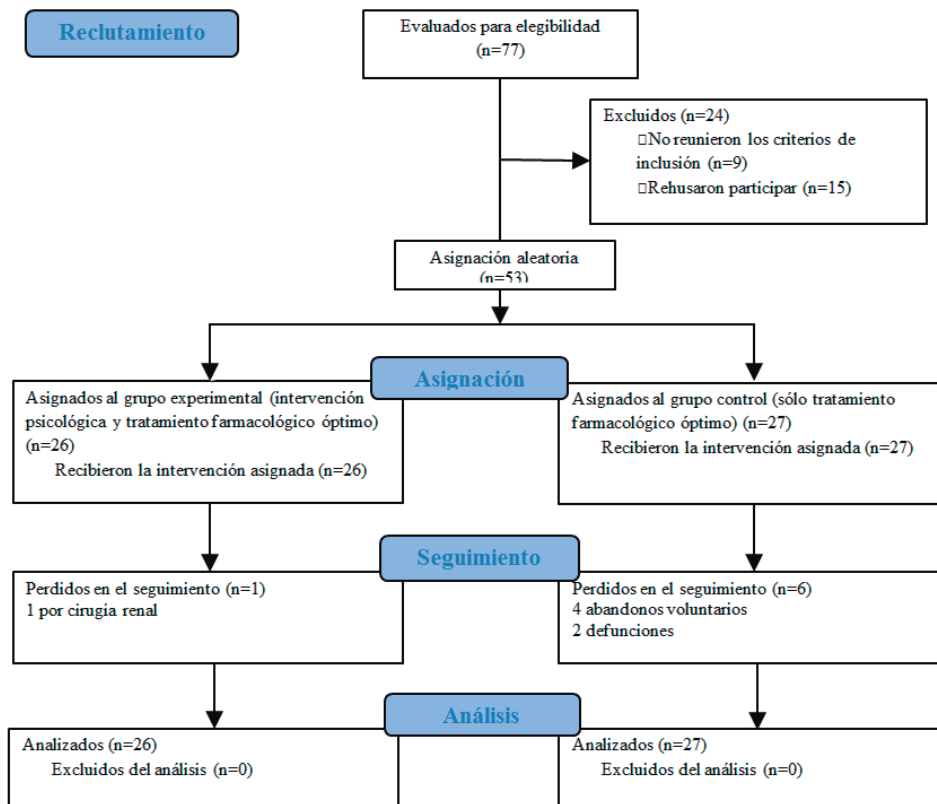 Reclutamiento
Evaluados para elegibilidad
(n=77)
Excluidos (n=24)
□No reunieron los criterios de
inclusión (n=9)
□Rehusaron participar (n=15)
Asignación aleatoria
(n=53)
Asignación
Asignados al grupo experimental (intervención
psicológica y tratamiento farmacológico óptimo)
(n=26)
Recibieron la intervención asignada (n=26)
Asignados al grupo control (sólo tratamiento
farmacológico óptimo) (n=27)
Recibieron la intervención asignada (n=27)
Seguimiento
Perdidos en el seguimiento (n=1)
1 por cirugía renal
Perdidos en el seguimiento (n=6)
4 abandonos voluntarios
2 defunciones
Análisis
Analizados (n=26)
Excluidos del análisis (n=0)
Analizados (n=27)
Excluidos del análisis (n=0)